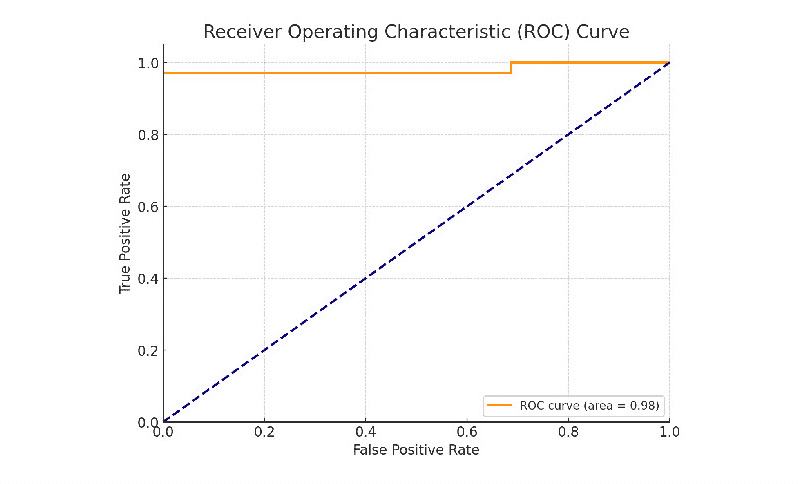 Receiver Operating Characteristic (ROC) Curve
1.0
0.8
0.6
0.4
0.2
0.0
True Positive Rate
ROC curve (area = 0.98)
0.0 0.2 0.4 0.6 0.8 1.0
False Positive Rate